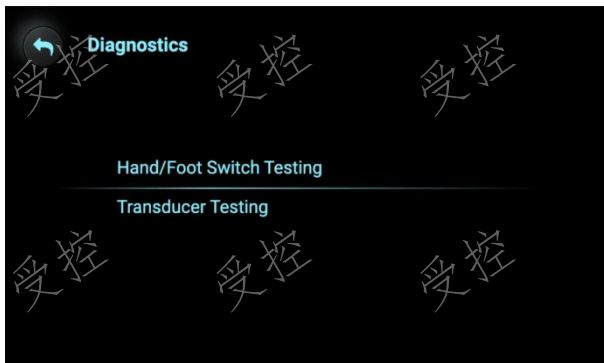 Diagnostics
受控 受控 受控
Hand/Foot Switch Testing
Transducer Testing
受控 受控 受控